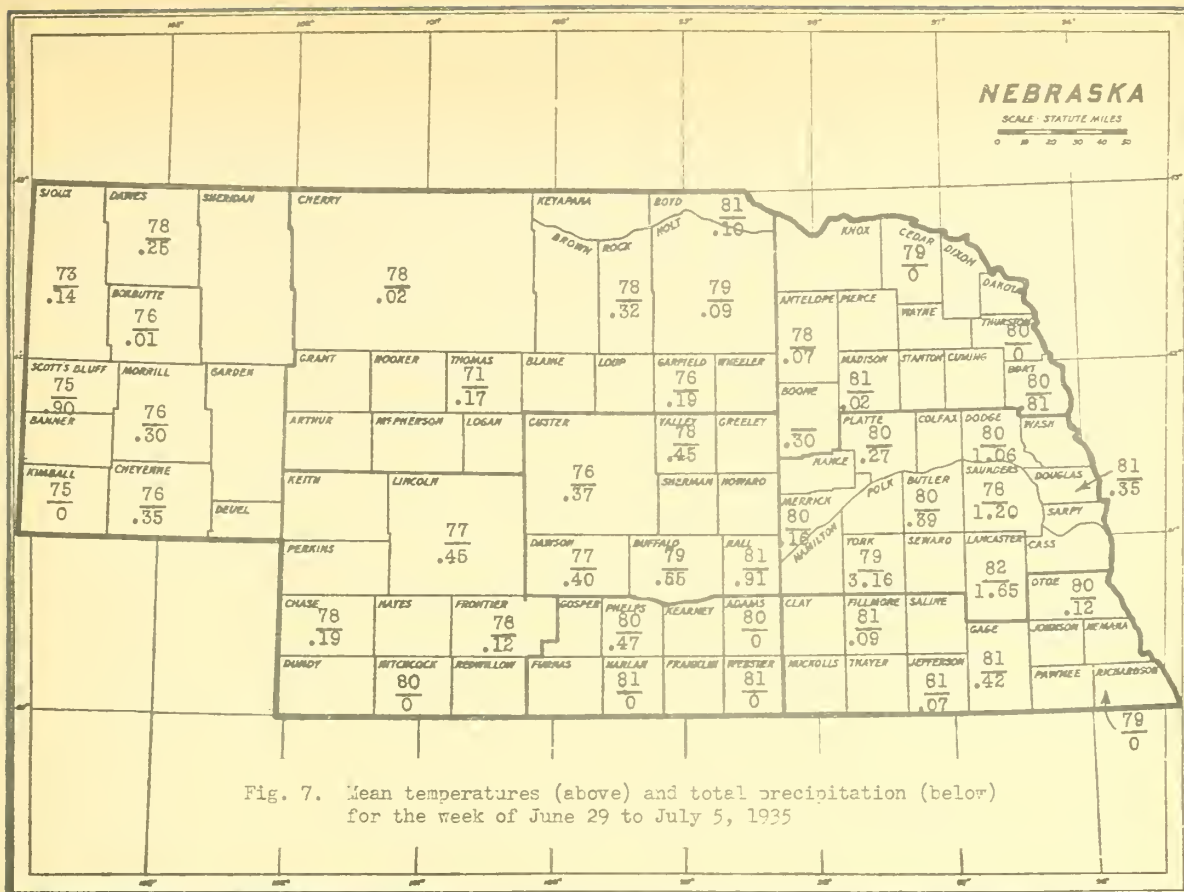 NEBRASKA
SCALE - STATUTE MILES
0 10 20 30 40 50
SIOUX
73
.14
DAWES
78
.25
SHERIDAN
CHERRY
78
.02
KEYAPAHA
BOYD
81
.10
BROWN
ROCK
78
.32
HOLT
79
.09
KNOX
CEDAR
79
0
DIXON
DAKOTA
BOXBUTTE
76
.01
ANTELOPE
78
.07
PIERCE
WAYNE
THURSTON
80
0
SCOTT'S BLUFF
75
.90
MORRILL
76
.30
GARDEN
GRANT
HOOKER
THOMAS
71
.17
BLAINE
LOUP
GARFIELD
76
.19
WHEELER
BOONE
.30
MADISON
81
.02
STANTON
CUMING
BURT
80
.81
BANNER
ARTHUR
McPHERSON
LOGAN
CUSTER
76
.37
VALLEY
78
.45
GREELEY
PLATTE
80
.27
COLFAX
DODGE
80
1.06
WASH
KIMBALL
75
0
CHEYENNE
76
.35
DEUEL
KEITH
LINCOLN
77
.45
SHERMAN
HOWARD
NANCE
MERRICK
80
.16
POLK
BUTLER
80
.39
SAUNDERS
78
1.20
DOUGLAS
81
.35
SARPY
PERKINS
DAWSON
77
.40
BUFFALO
79
.55
HALL
81
.91
HAMILTON
YORK
79
3.16
SEWARD
LANCASTER
82
1.65
CASS
OTOE
80
.12
CHASE
78
.19
HAYES
FRONTIER
78
.12
GOSPER
PHELPS
80
.47
KEARNEY
ADAMS
80
0
CLAY
FILLMORE
81
.09
SALINE
GAGE
81
.42
JOHNSON
NEMAHA
DUNDY
HITCHCOCK
80
0
REDWILLOW
FURNAS
HARLAN
81
0
FRANKLIN
WEBSTER
81
0
NUCKOLLS
THAYER
JEFFERSON
81
.07
PAWNEE
RICHARDSON
79
0
Fig. 7. Mean temperatures (above) and total precipitation (below)
for the week of June 29 to July 5, 1935